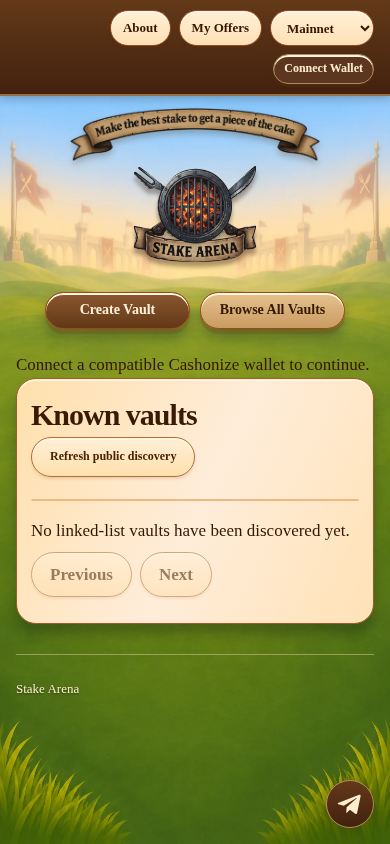 About
My Offers
Mainnet
Connect Wallet
Make the best stake to get a piece of the cake
STAKE ARENA
Create Vault
Browse All Vaults
Connect a compatible Cashonize wallet to continue.
Known vaults
Refresh public discovery
No linked-list vaults have been discovered yet.
Previous
Next
Stake Arena